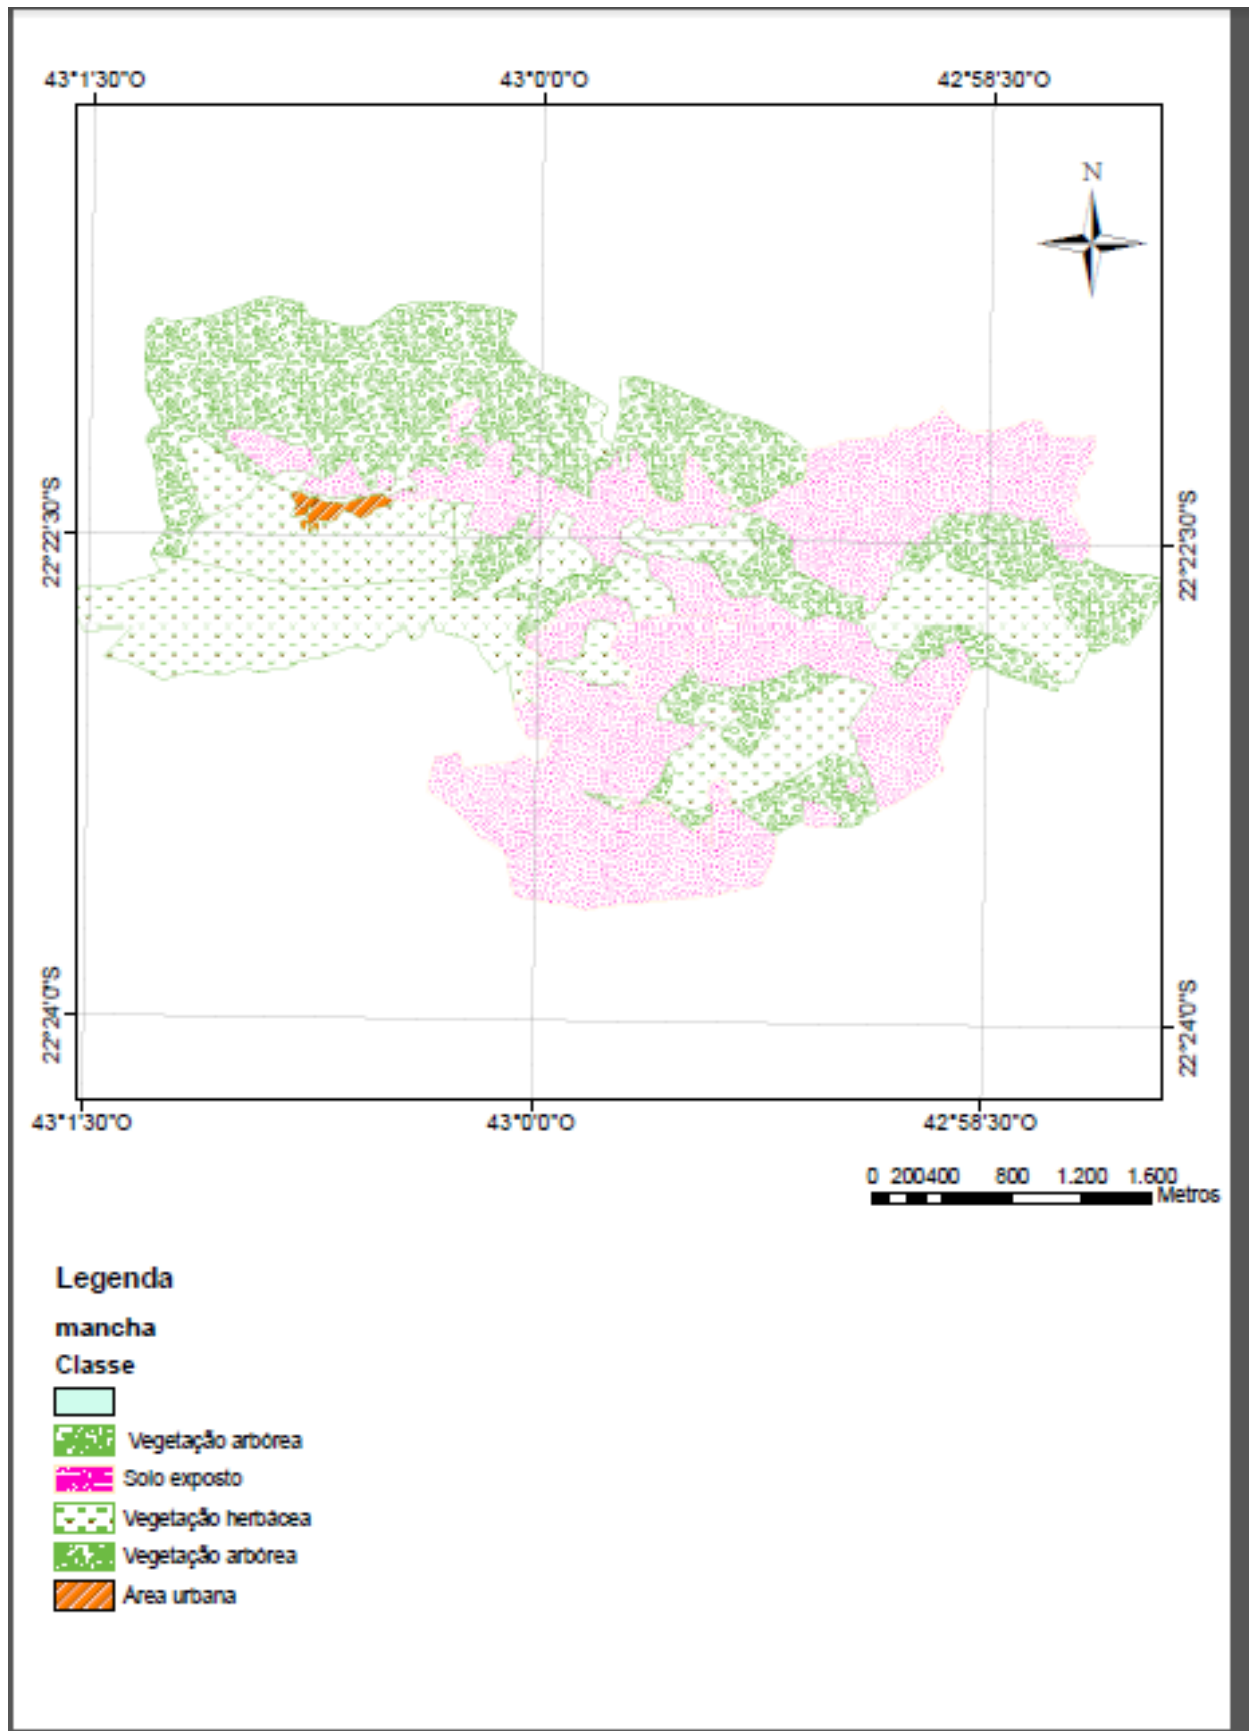 43°1'30"O 43°0'0"O 42°58'30"O
N
22°22'30"S
22°22'30"S
22°24'0"S
22°24'0"S
43°1'30"O 43°0'0"O 42°58'30"O
0 200400 800 1.200 1.600
Metros
Legenda
mancha
Classe
Vegetação arbórea
Solo exposto
Vegetação herbácea
Vegetação arbórea
Área urbana